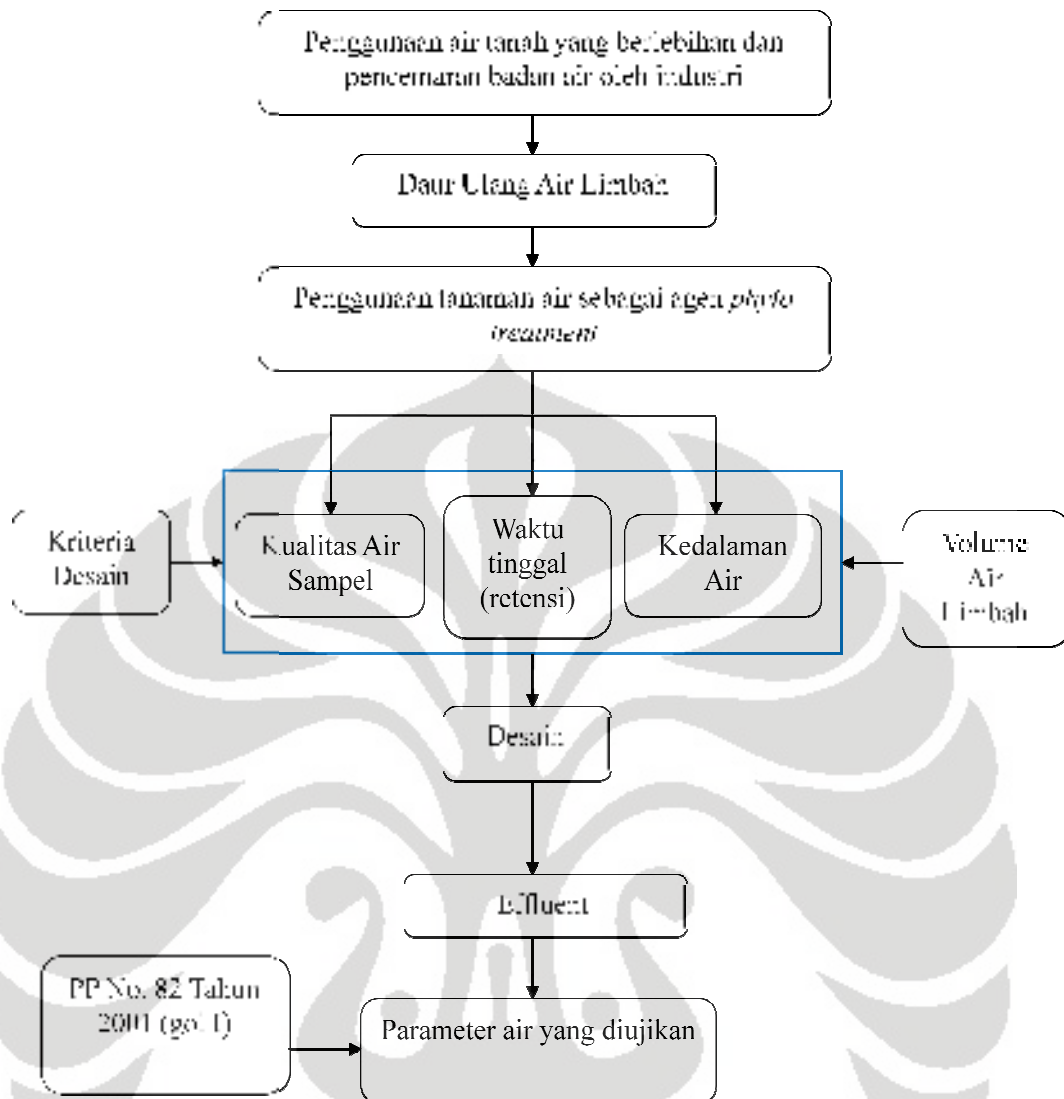 Penggunaan air tanah yang berlebihan dan
pencemaran badan air oleh industri
Daur Ulang Air Limbah
Penggunaan tanaman air sebagai agen phyto
treatment
Kriteria
Desain
Kualitas Air
Sampel
Waktu
tinggal
(retensi)
Kedalaman
Air
Volume
Air
Limbah
Desain
Effluent
PP No. 82 Tahun
2001 (gol I)
Parameter air yang diujikan